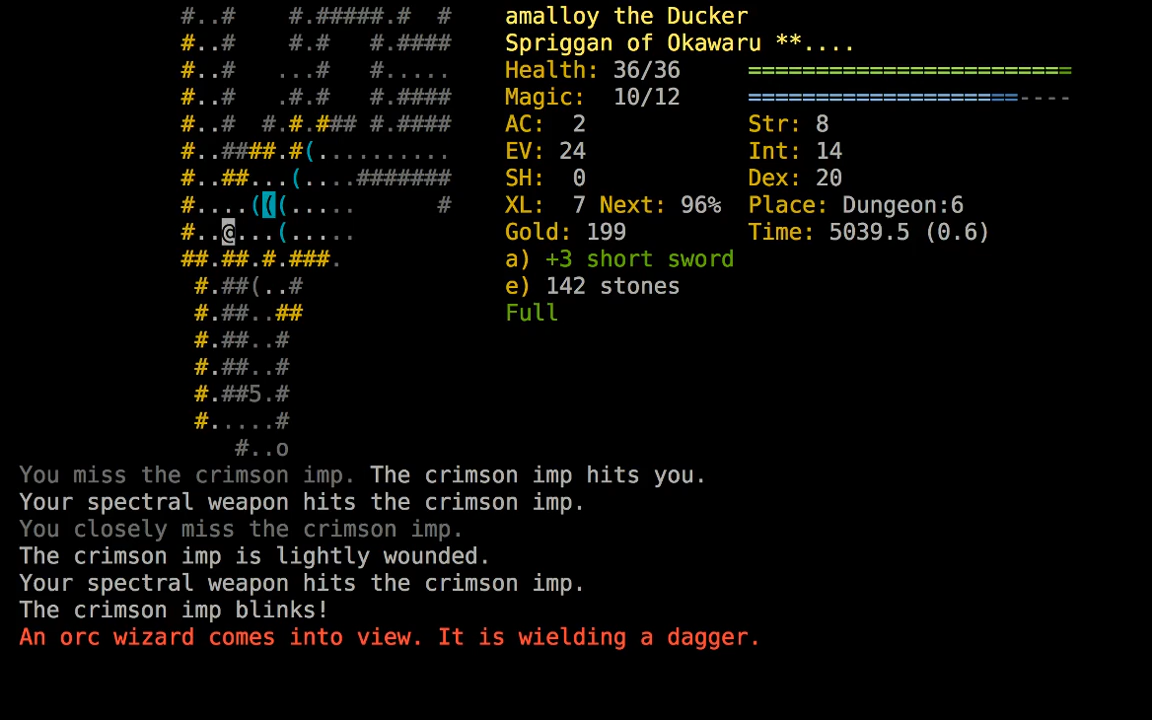 #..#    #.#####.#  #    amalloy the Ducker
#..#    #.#   #.####    Spriggan of Okawaru **....
#..#   ...#   #.....    Health: 36/36    ========================
#..#   .#.#   #.####    Magic:  10/12    ====================----
#..#  #.#.### #.####    AC:  2            Str: 8
#..####.#(..........    EV: 24            Int: 14
#..##...(....#######    SH:  0            Dex: 20
#....(((.....      #    XL:  7 Next: 96%  Place: Dungeon:6
#..@...(.....           Gold: 199         Time: 5039.5 (0.6)
##.##.#.###.            a) +3 short sword
#.##(..#                e) 142 stones
#.##..##                Full
#.##..#
#.##..#
#.##5.#
#.....#
#..o
You miss the crimson imp. The crimson imp hits you.
Your spectral weapon hits the crimson imp.
You closely miss the crimson imp.
The crimson imp is lightly wounded.
Your spectral weapon hits the crimson imp.
The crimson imp blinks!
An orc wizard comes into view. It is wielding a dagger.